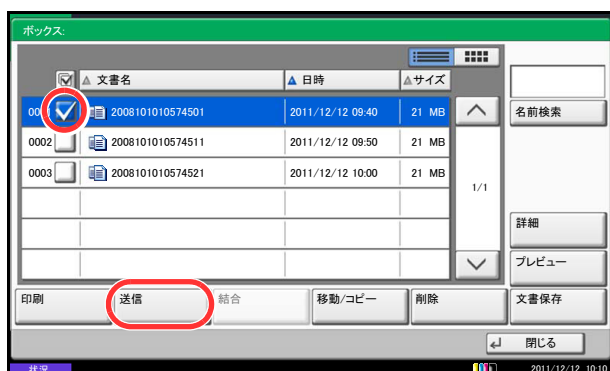 ボックス:
文書名 日時 サイズ
2008101010574501 2011/12/12 09:40 21 MB
0002 2008101010574511 2011/12/12 09:50 21 MB
0003 2008101010574521 2011/12/12 10:00 21 MB
名前検索
1/1
詳細
プレビュー
印刷 送信 結合 移動/コピー 削除 文書保存
閉じる
状況 2011/12/12 10:10